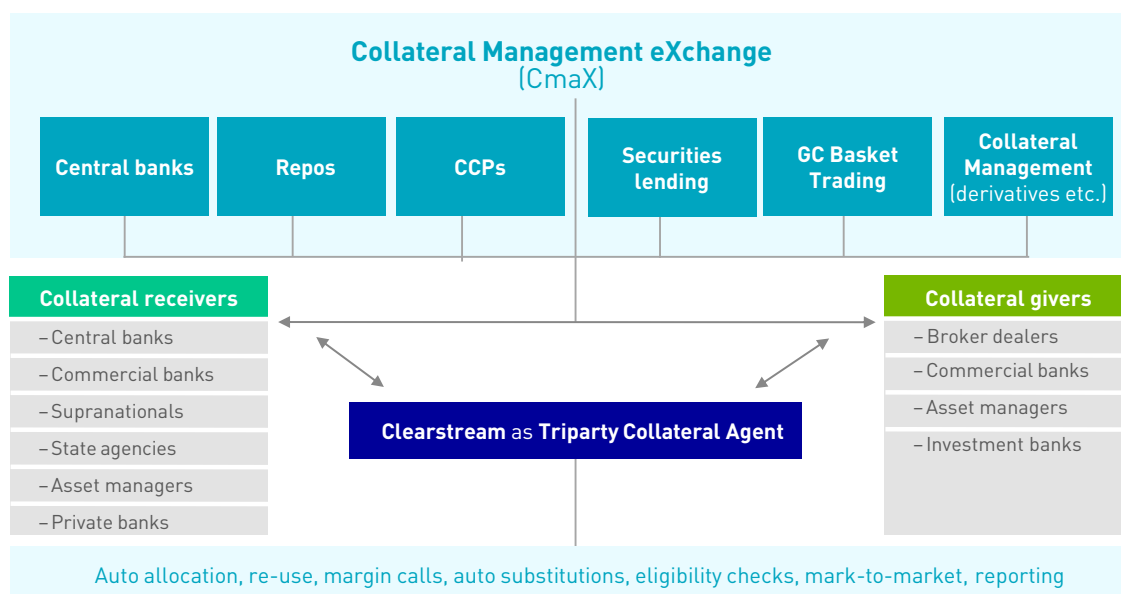 Collateral Management eXchange
(CmaX)
Central banks
Repos
CCPs
Securities
lending
GC Basket
Trading
Collateral
Management
(derivatives etc.)
Collateral receivers
– Central banks
– Commercial banks
– Supranationals
– State agencies
– Asset managers
– Private banks
Collateral givers
– Broker dealers
– Commercial banks
– Asset managers
– Investment banks
Clearstream as Triparty Collateral Agent
Auto allocation, re-use, margin calls, auto substitutions, eligibility checks, mark-to-market, reporting